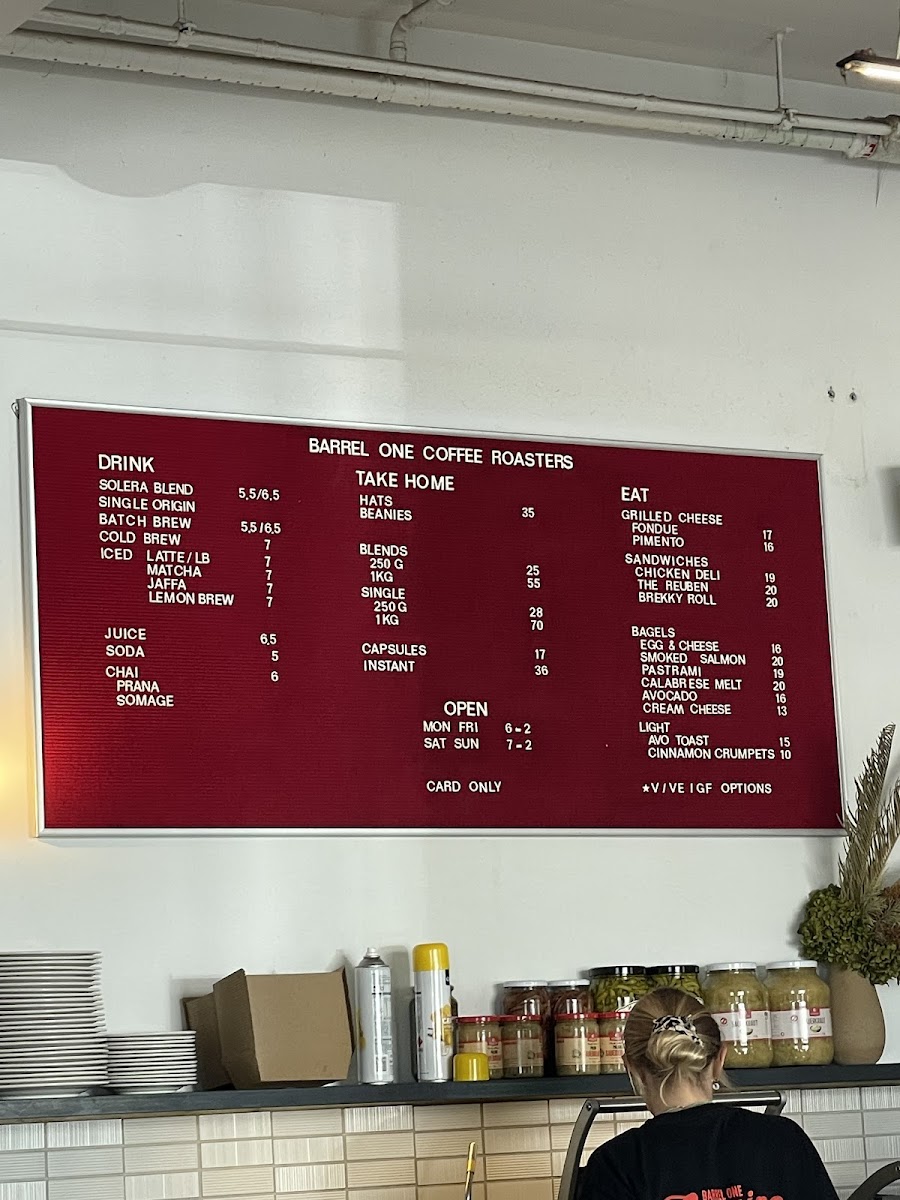 BARREL ONE COFFEE ROASTERS
DRINK
SOLERA BLEND 5,5/6,5
SINGLE ORIGIN
BATCH BREW 5,5/6,5
COLD BREW 7
ICED LATTE/LB 7
MATCHA 7
JAFFA 7
LEMON BREW 7
JUICE 6.5
SODA 5
CHAI 6
PRANA
SOMAGE
TAKE HOME
HATS
BEANIES 35
BLENDS
250 G 25
1KG 55
SINGLE
250 G 28
1KG 70
CAPSULES 17
INSTANT 36
OPEN
MON FRI 6-2
SAT SUN 7-2
CARD ONLY
EAT
GRILLED CHEESE
FONDUE 17
PIMENTO 16
SANDWICHES
CHICKEN DELI 19
THE REUBEN 20
BREKKY ROLL 20
BAGELS
EGG & CHEESE 16
SMOKED SALMON 20
PASTRAMI 19
CALABRESE MELT 20
AVOCADO 16
CREAM CHEESE 13
LIGHT
AVO TOAST 15
CINNAMON CRUMPETS 10
★V/VE I GF OPTIONS
BARREL ONE